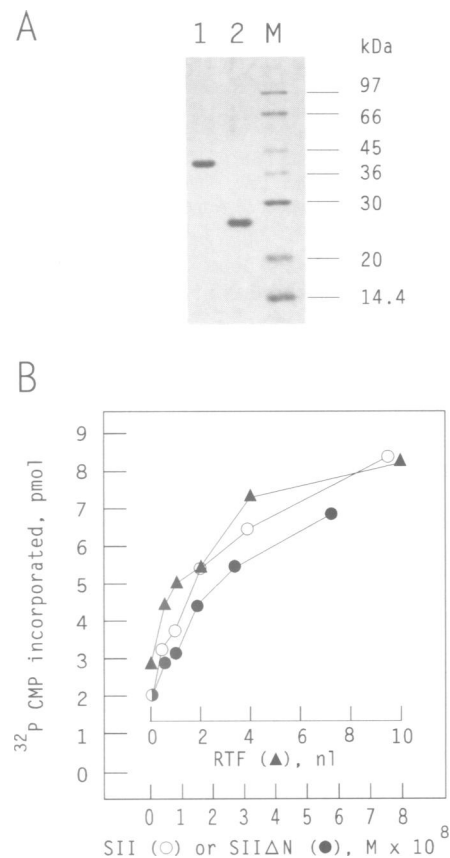 A
1 2 M
kDa
97
66
45
36
30
20
14.4
B
9
8
7
6
5
4
3
2
1
0
32P CMP incorporated, pmol
0 2 4 6 8 10
RTF (▲), nl
0 1 2 3 4 5 6 7 8
SII (○) or SIIΔN (●), M x 10 8